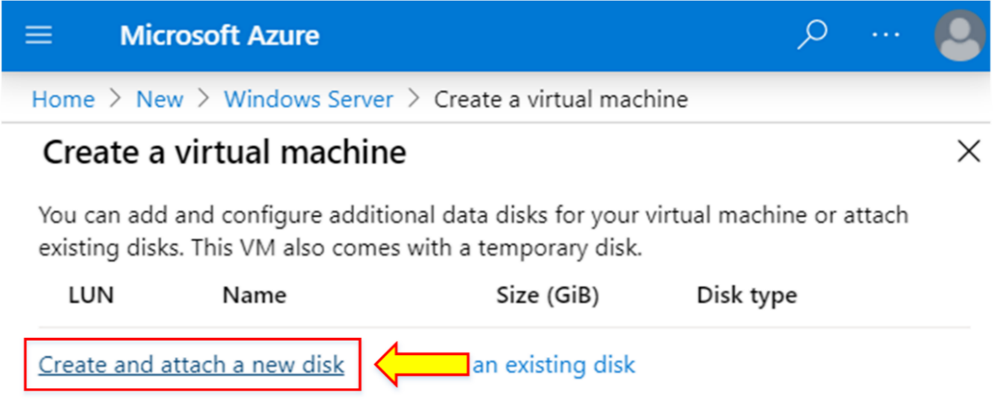 Microsoft Azure
Home > New > Windows Server > Create a virtual machine
Create a virtual machine
You can add and configure additional data disks for your virtual machine or attach
existing disks. This VM also comes with a temporary disk.
LUN Name Size (GiB) Disk type
Create and attach a new disk an existing disk